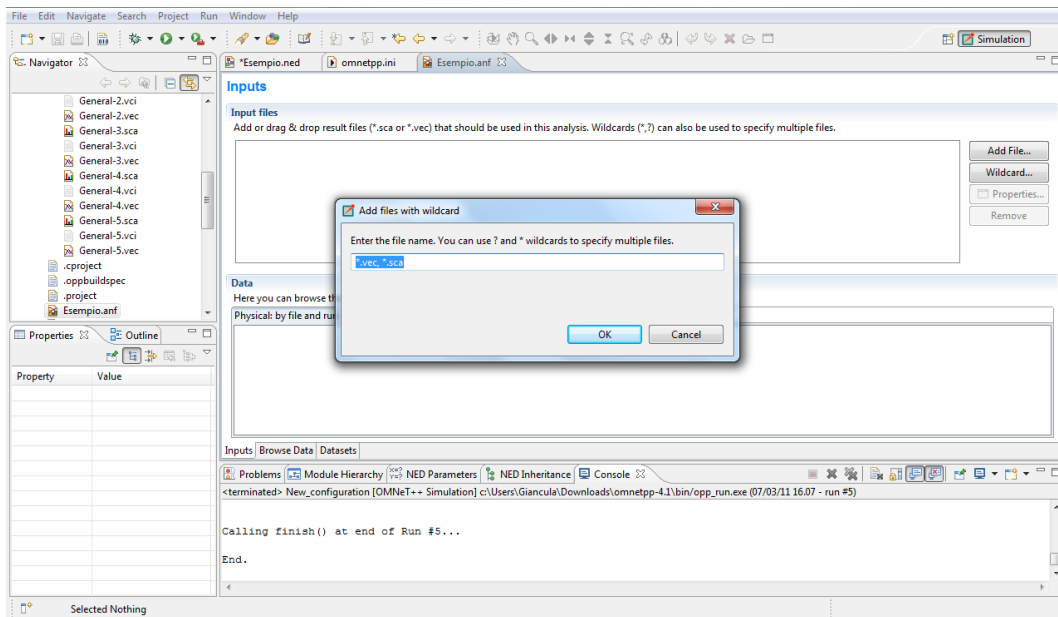 File Edit Navigate Search Project Run Window Help
Simulation
Navigator
General-2.vci
General-2.vec
General-3.sca
General-3.vci
General-3.vec
General-4.sca
General-4.vci
General-4.vec
General-5.sca
General-5.vci
General-5.vec
.cproject
.oppbuildspec
.project
Esempio.anf
Properties Outline
Property Value
*Esempio.ned omnetpp.ini Esempio.anf
Inputs
Input files
Add or drag & drop result files (*.sca or *.vec) that should be used in this analysis. Wildcards (*,?) can also be used to specify multiple files.
Add File...
Wildcard...
Properties...
Remove
Add files with wildcard
Enter the file name. You can use ? and * wildcards to specify multiple files.
*.vec, *.sca
OK Cancel
Data
Here you can browse
Physical: by file and
Inputs Browse Data Datasets
Problems Module Hierarchy NED Parameters NED Inheritance Console
<terminated> New_configuration [OMNeT++ Simulation] c:\Users\Giancula\Downloads\omnetpp-4.1\bin/opp_run.exe (07/03/11 16.07 - run #5)
Calling finish() at end of Run #5...
End.
Selected Nothing